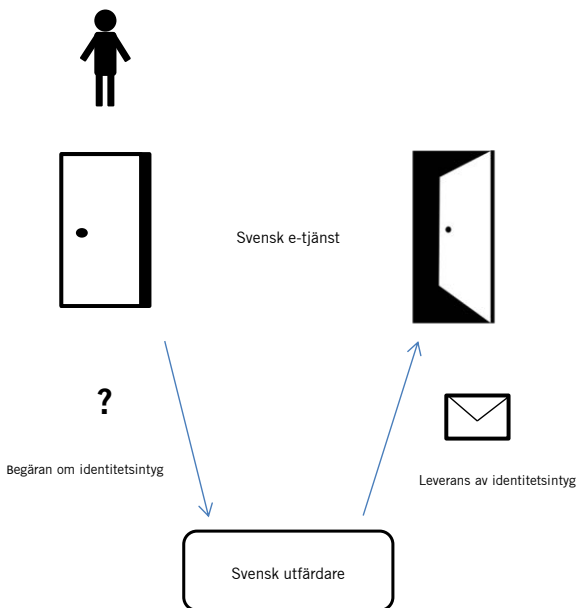 Svensk e-tjänst
?
Begäran om identitetsintyg
Leverans av identitetsintyg
Svensk utfärdare